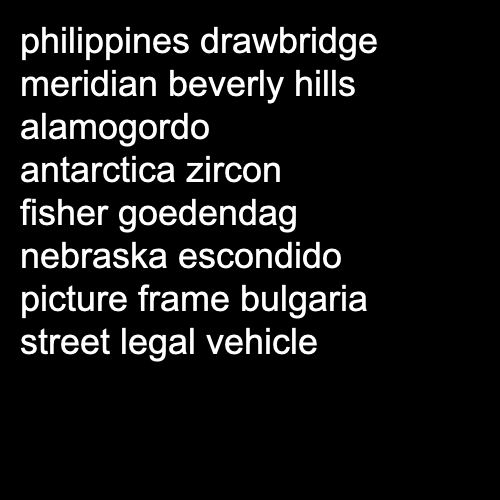 philippines drawbridge
meridian beverly hills
alamogordo
antarctica zircon
fisher goedendag
nebraska escondido
picture frame bulgaria
street legal vehicle